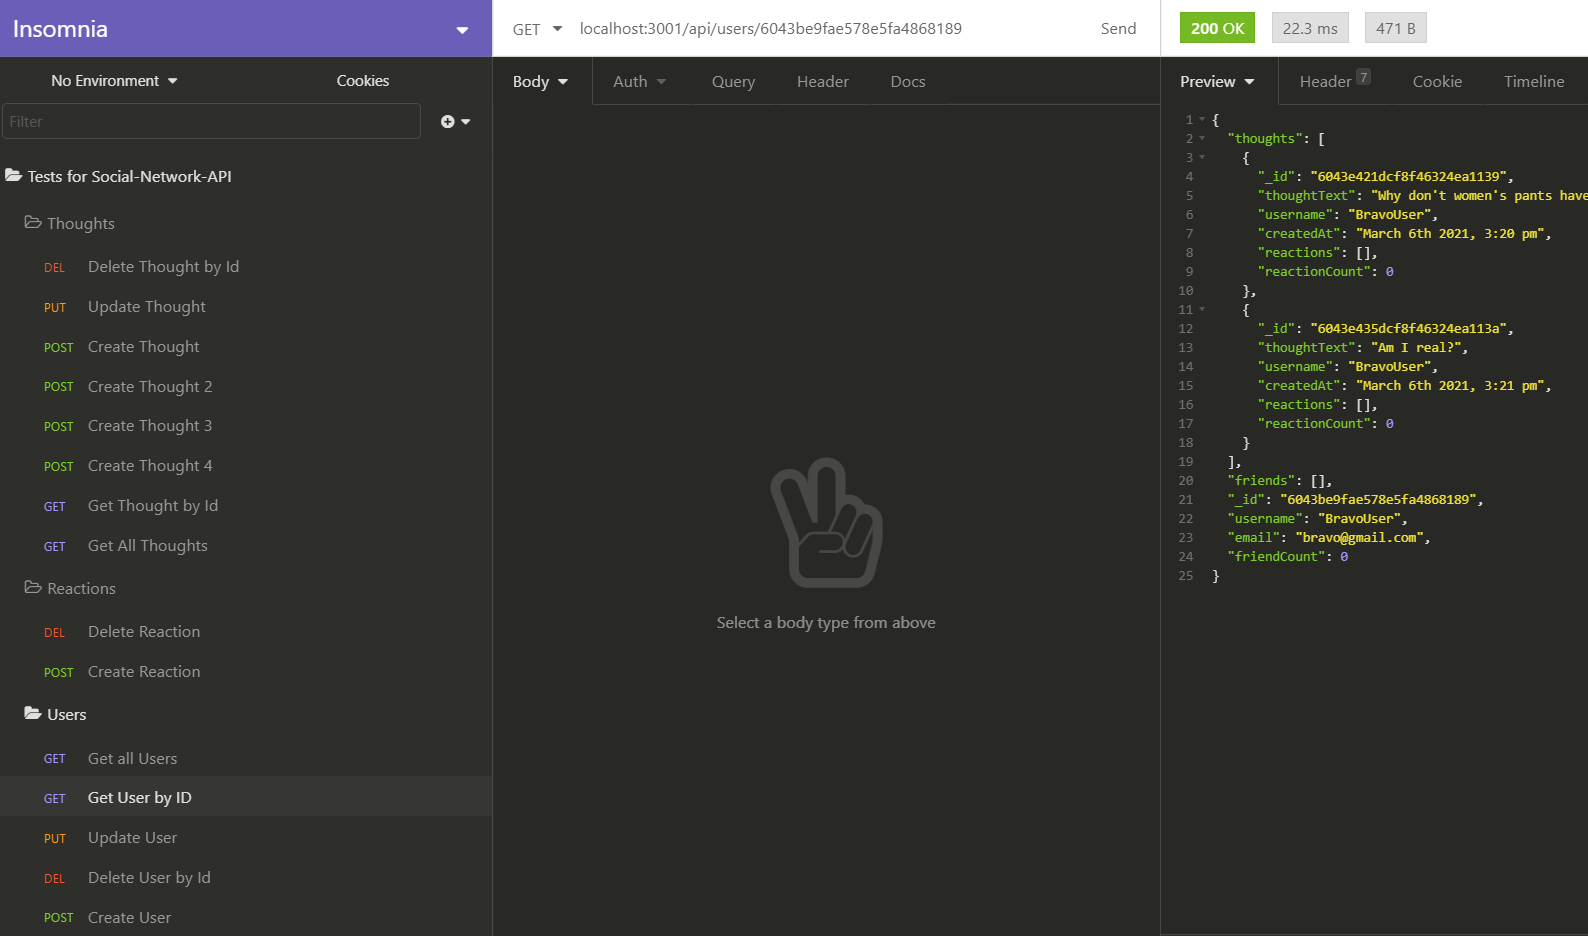 Insomnia
No Environment
Cookies
Filter
Tests for Social-Network-API
Thoughts
DEL Delete Thought by Id
PUT Update Thought
POST Create Thought
POST Create Thought 2
POST Create Thought 3
POST Create Thought 4
GET Get Thought by Id
GET Get All Thoughts
Reactions
DEL Delete Reaction
POST Create Reaction
Users
GET Get all Users
GET Get User by ID
PUT Update User
DEL Delete User by Id
POST Create User
GET localhost:3001/api/users/6043be9fae578e5fa4868189 Send
Body Auth Query Header Docs
Select a body type from above
200 OK 22.3 ms 471 B
Preview Header 7 Cookie Timeline
1 {
2 "thoughts": [
3 {
4 "_id": "6043e421dcf8f46324ea1139",
5 "thoughtText": "Why don't women's pants have
6 "username": "BravoUser",
7 "createdAt": "March 6th 2021, 3:20 pm",
8 "reactions": [],
9 "reactionCount": 0
10 },
11 {
12 "_id": "6043e435dcf8f46324ea113a",
13 "thoughtText": "Am I real?",
14 "username": "BravoUser",
15 "createdAt": "March 6th 2021, 3:21 pm",
16 "reactions": [],
17 "reactionCount": 0
18 }
19 ],
20 "friends": [],
21 "_id": "6043be9fae578e5fa4868189",
22 "username": "BravoUser",
23 "email": "bravo@gmail.com",
24 "friendCount": 0
25 }